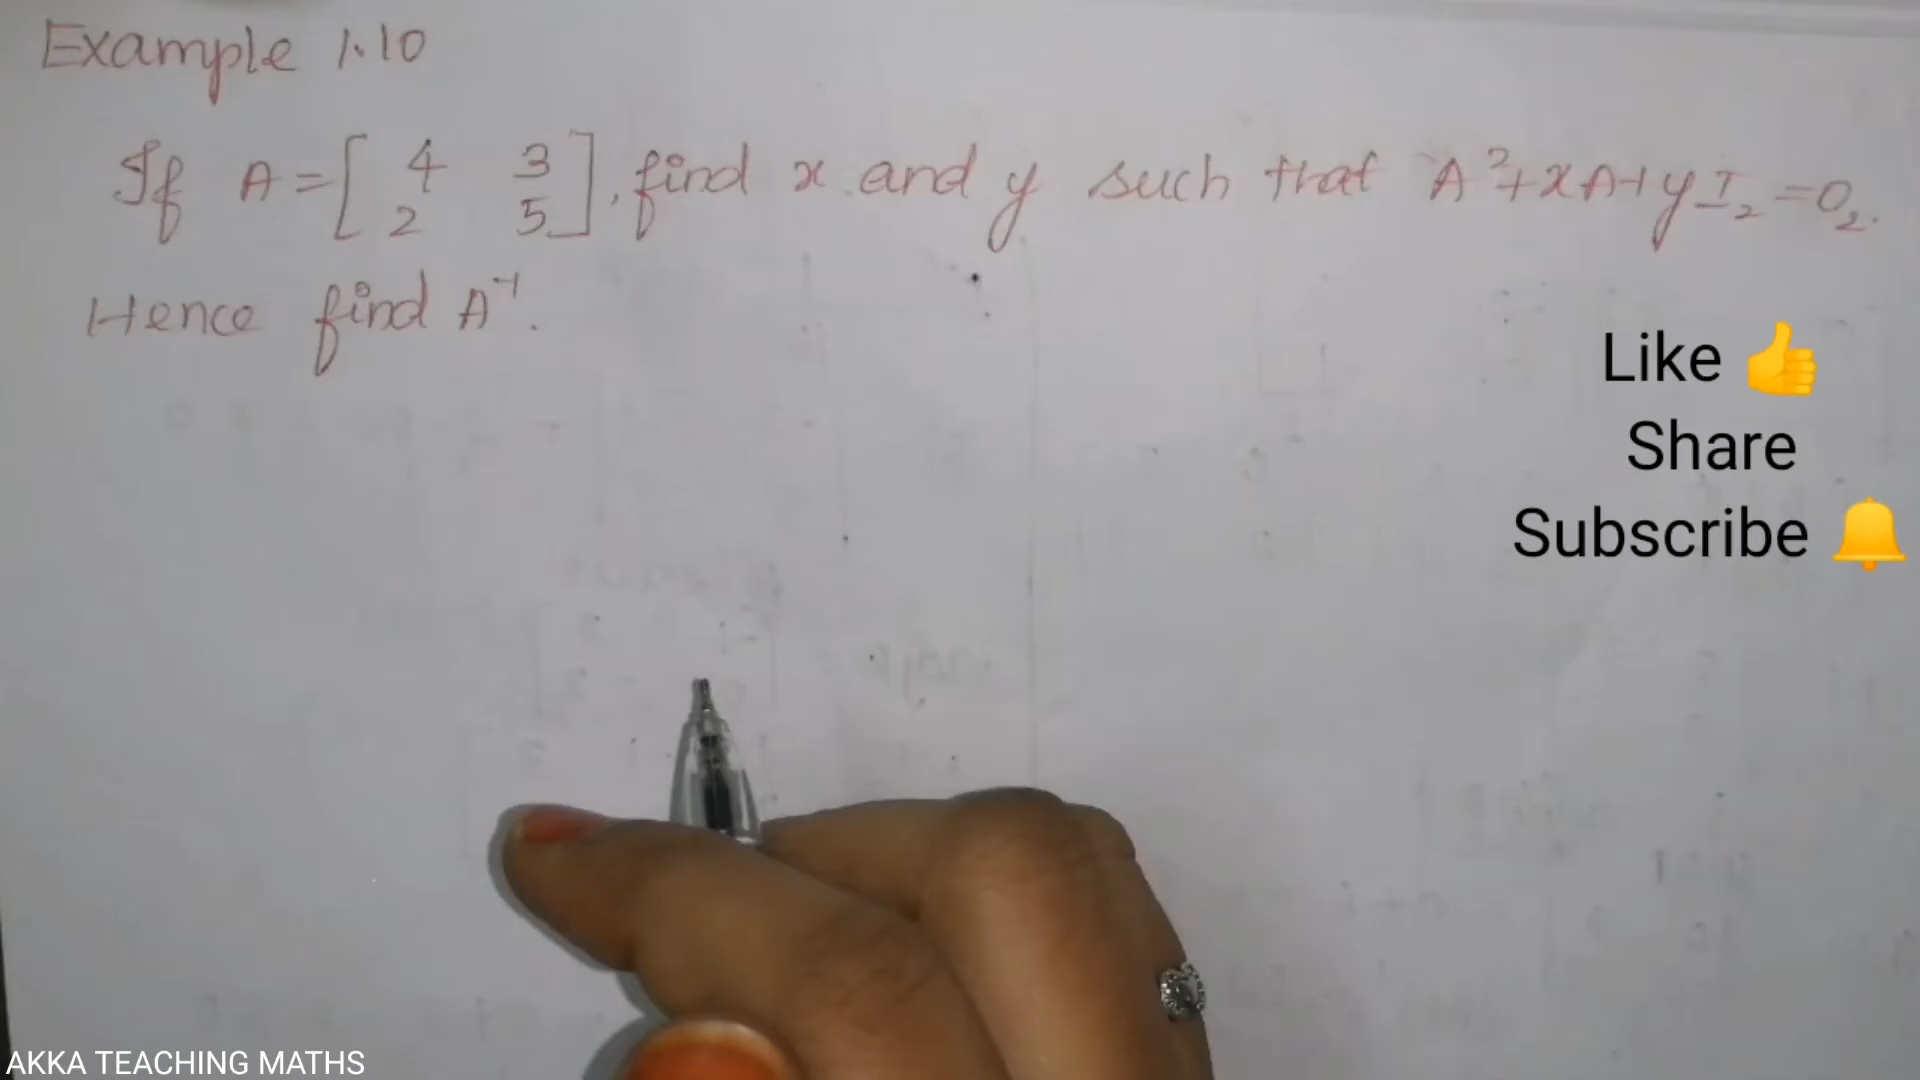 Example 1.10
If A = [ 4 3
2 5 ], find x and y such that A²+xA+yI₂=O₂.
Hence find A⁻¹.
Like 👍
Share
Subscribe 🔔
AKKA TEACHING MATHS